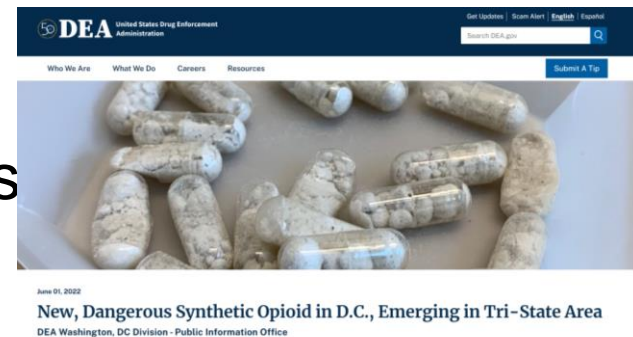 Get Updates | Scam Alert | English | Español
50 DEA United States Drug Enforcement
Administration
Search DEA.gov
Who We Are What We Do Careers Resources Submit A Tip
s
June 01, 2022
New, Dangerous Synthetic Opioid in D.C., Emerging in Tri-State Area
DEA Washington, DC Division - Public Information Office